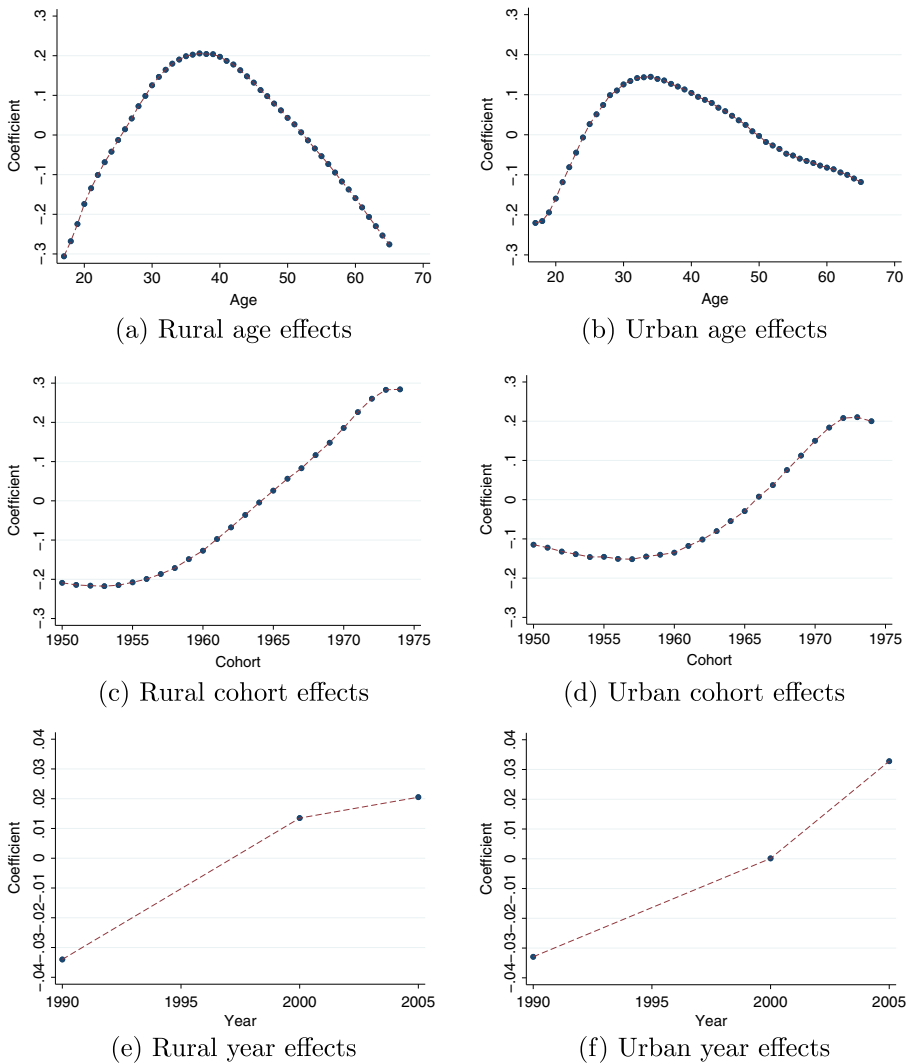 .3
.2
.1
0
-.1
-.2
-.3
Coefficient
20 30 40 50 60 70
Age
(a) Rural age effects
.3
.2
.1
0
-.1
-.2
-.3
Coefficient
20 30 40 50 60 70
Age
(b) Urban age effects
.3
.2
.1
0
-.1
-.2
-.3
Coefficient
1950 1955 1960 1965 1970 1975
Cohort
(c) Rural cohort effects
.3
.2
.1
0
-.1
-.2
-.3
Coefficient
1950 1955 1960 1965 1970 1975
Cohort
(d) Urban cohort effects
.04
.03
.02
.01
0
-.01
-.02
-.03
-.04
Coefficient
1990 1995 2000 2005
Year
(e) Rural year effects
.04
.03
.02
.01
0
-.01
-.02
-.03
-.04
Coefficient
1990 1995 2000 2005
Year
(f) Urban year effects